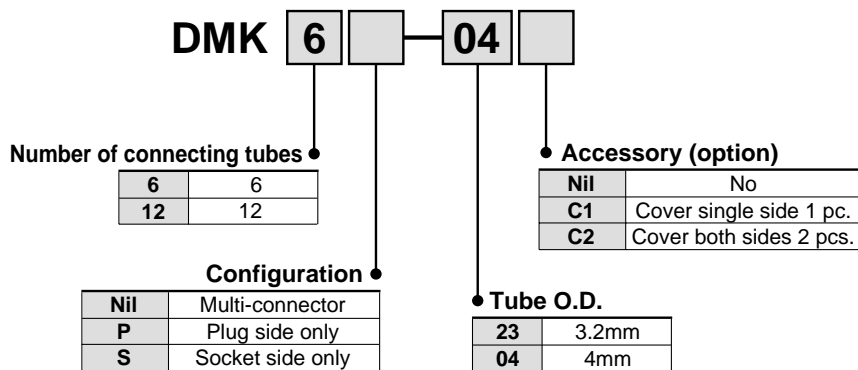 DMK 6 — 04
Number of connecting tubes
6 6
12 12
Accessory (option)
Nil No
C1 Cover single side 1 pc.
C2 Cover both sides 2 pcs.
Configuration
Nil Multi-connector
P Plug side only
S Socket side only
Tube O.D.
23 3.2mm
04 4mm